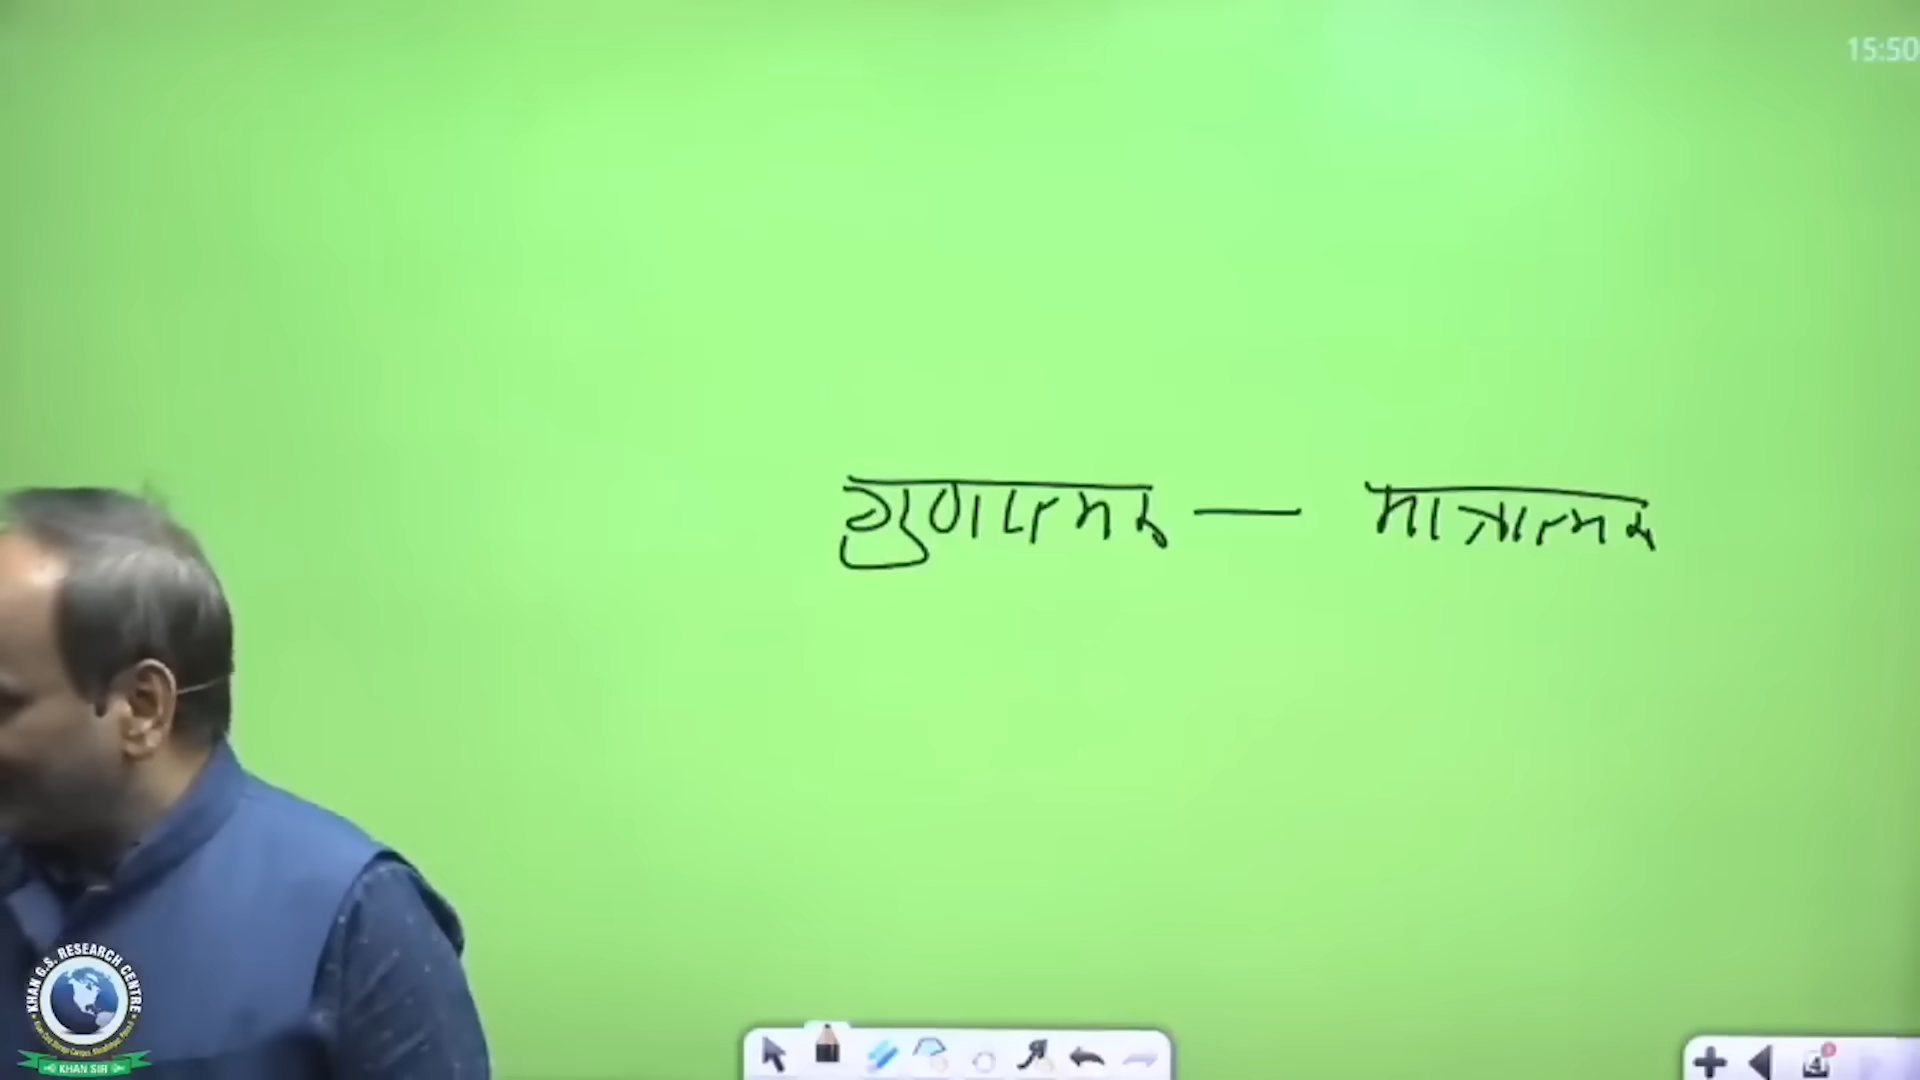 15:50
गुणात्मक — मात्रात्मक
KHAN G.S. RESEARCH CENTRE
KHAN SIR